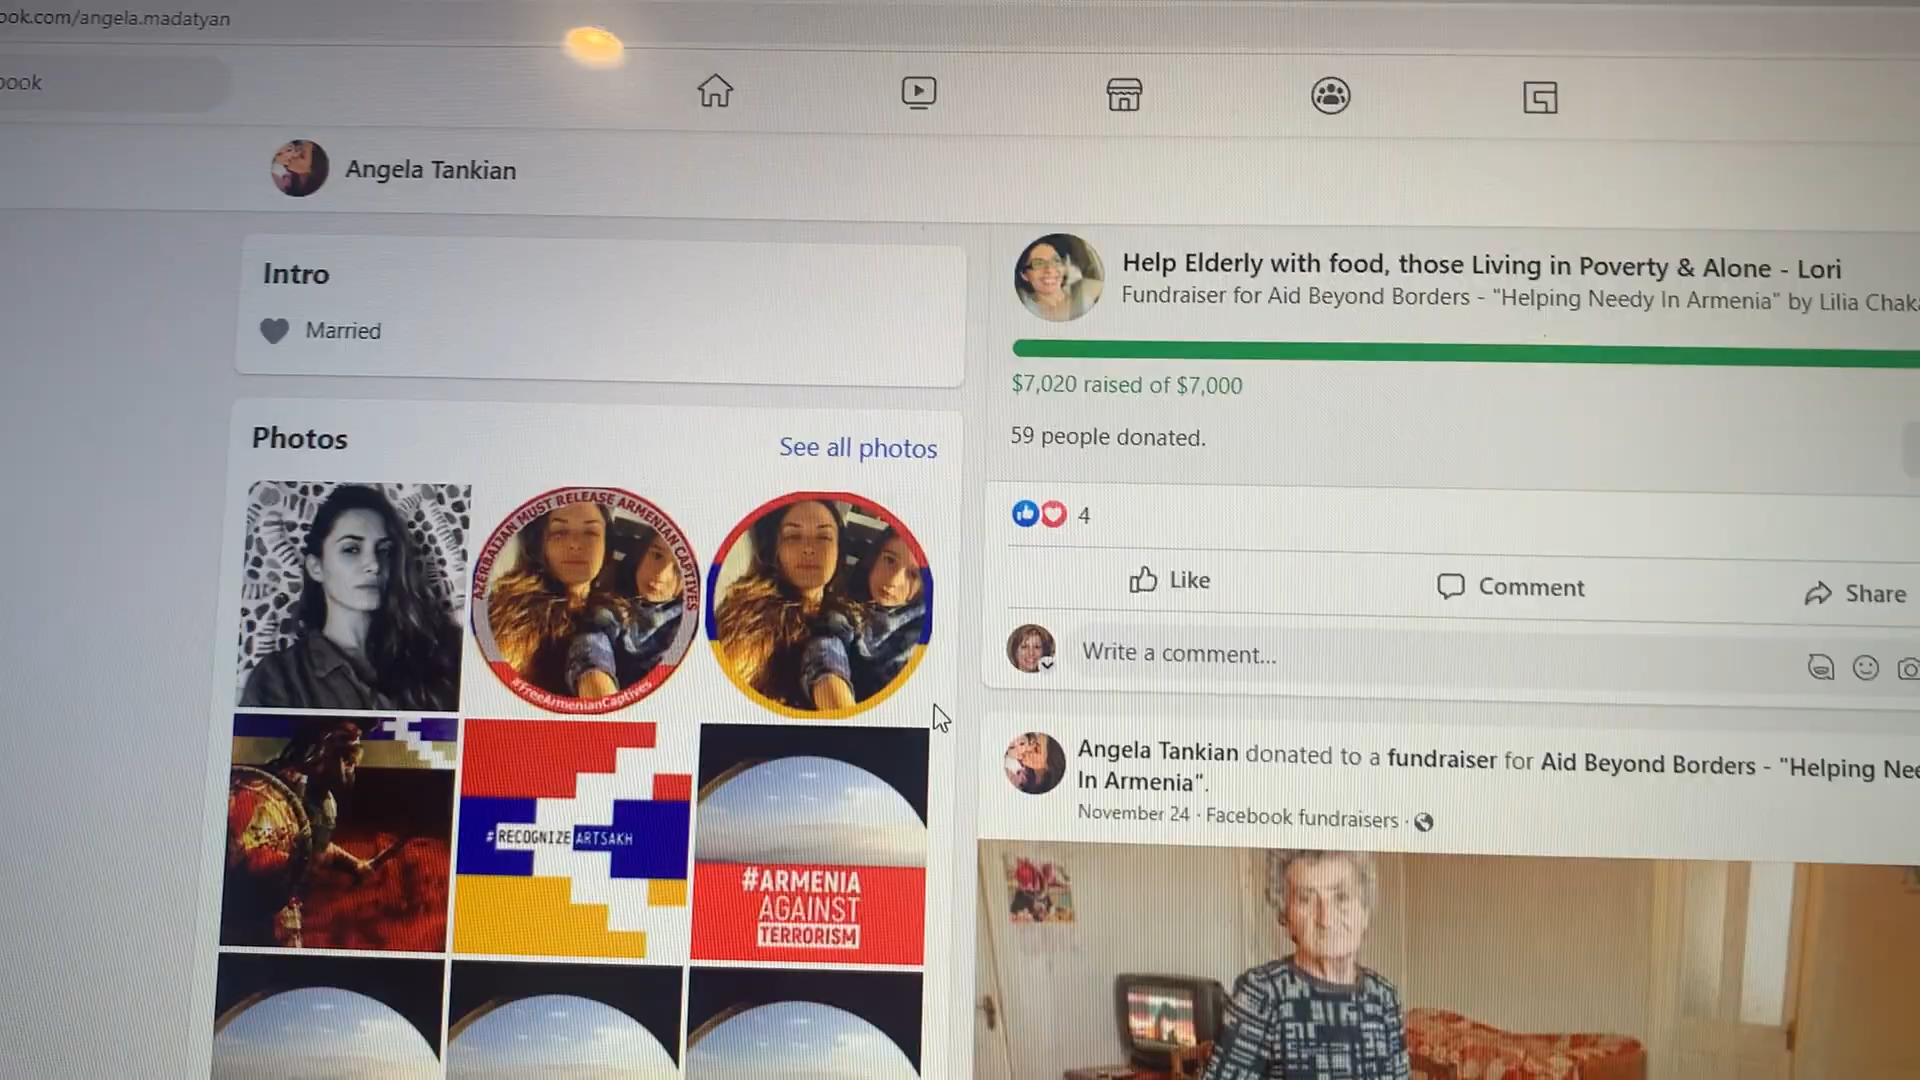 ook.com/angela.madatyan
book
Angela Tankian
Intro
Married
Photos
See all photos
AZERBAIJAN MUST RELEASE ARMENIAN CAPTIVES
#FreeArmenianCaptives
#RECOGNIZE ARTSAKH
#ARMENIA
AGAINST
TERRORISM
Help Elderly with food, those Living in Poverty & Alone - Lori
Fundraiser for Aid Beyond Borders - "Helping Needy In Armenia" by Lilia Chak
$7,020 raised of $7,000
59 people donated.
4
Like
Comment
Share
Write a comment...
Angela Tankian donated to a fundraiser for Aid Beyond Borders - "Helping Nee
In Armenia".
November 24 · Facebook fundraisers ·